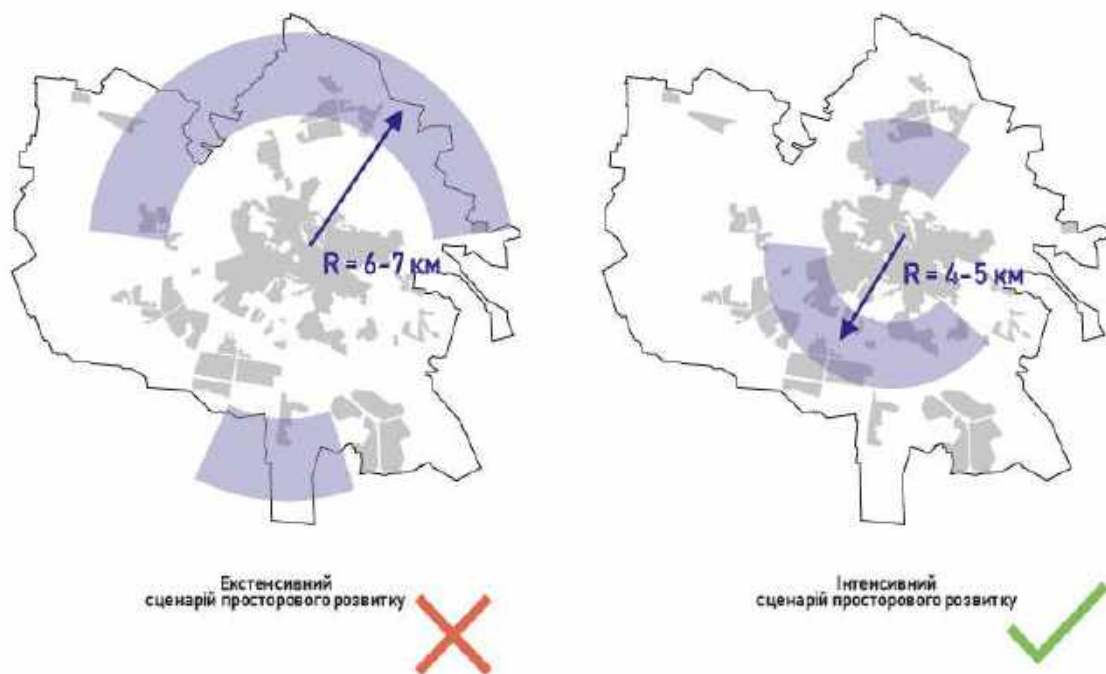 R = 6-7 км
R = 4-5 км
Екстенсивний
сценарій просторового розвитку
Інтенсивний
сценарій просторового розвитку